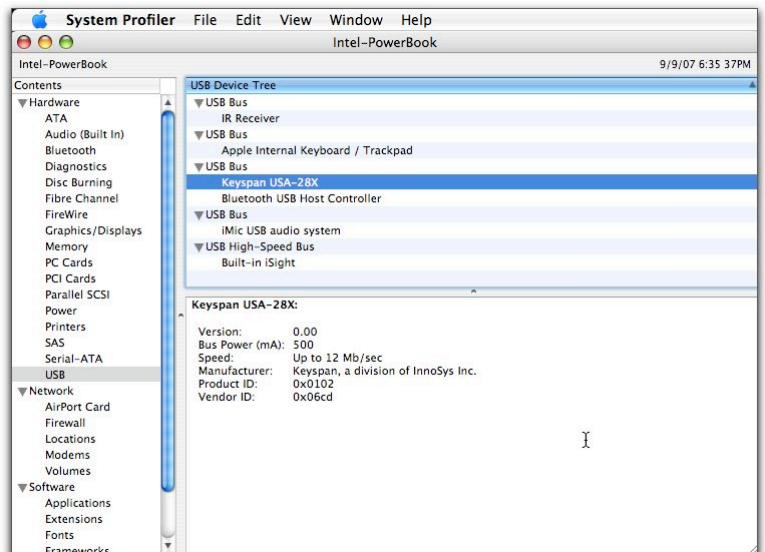 System Profiler File Edit View Window Help
Intel-PowerBook
Intel-PowerBook 9/9/07 6:35 37PM
Contents
Hardware
ATA
Audio (Built In)
Bluetooth
Diagnostics
Disc Burning
Fibre Channel
FireWire
Graphics/Displays
Memory
PC Cards
PCI Cards
Parallel SCSI
Power
Printers
SAS
Serial-ATA
USB
Network
AirPort Card
Firewall
Locations
Modems
Volumes
Software
Applications
Extensions
Fonts
Frameworks
USB Device Tree
USB Bus
IR Receiver
USB Bus
Apple Internal Keyboard / Trackpad
USB Bus
Keyspan USA-28X
Bluetooth USB Host Controller
USB Bus
iMic USB audio system
USB High-Speed Bus
Built-in iSight
Keyspan USA-28X:
Version: 0.00
Bus Power (mA): 500
Speed: Up to 12 Mb/sec
Manufacturer: Keyspan, a division of InnoSys Inc.
Product ID: 0x0102
Vendor ID: 0x06cd